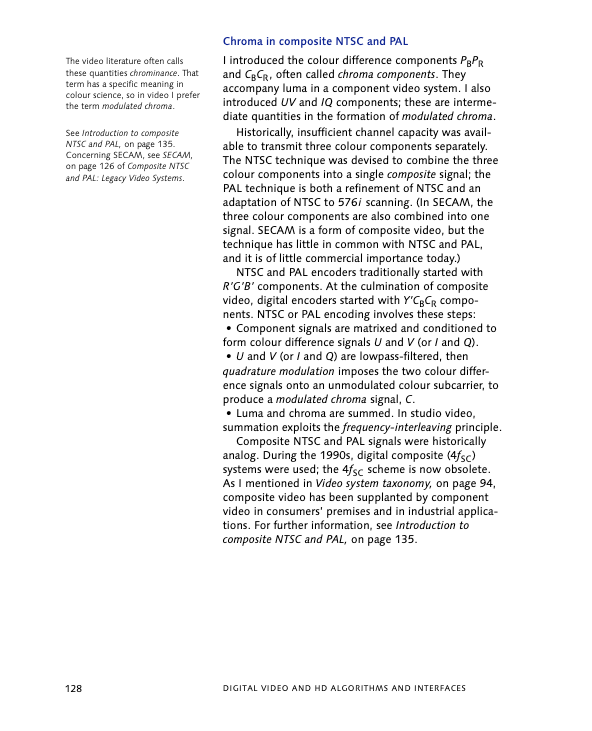 Chroma in composite NTSC and PAL
The video literature often calls
these quantities chrominance. That
term has a specific meaning in
colour science, so in video I prefer
the term modulated chroma.
See Introduction to composite
NTSC and PAL, on page 135.
Concerning SECAM, see SECAM,
on page 126 of Composite NTSC
and PAL: Legacy Video Systems.
I introduced the colour difference components PBPR
and CBCR, often called chroma components. They
accompany luma in a component video system. I also
introduced UV and IQ components; these are interme-
diate quantities in the formation of modulated chroma.
Historically, insufficient channel capacity was avail-
able to transmit three colour components separately.
The NTSC technique was devised to combine the three
colour components into a single composite signal; the
PAL technique is both a refinement of NTSC and an
adaptation of NTSC to 576i scanning. (In SECAM, the
three colour components are also combined into one
signal. SECAM is a form of composite video, but the
technique has little in common with NTSC and PAL,
and it is of little commercial importance today.)
NTSC and PAL encoders traditionally started with
R’G’B’ components. At the culmination of composite
video, digital encoders started with Y’CBCR compo-
nents. NTSC or PAL encoding involves these steps:
• Component signals are matrixed and conditioned to
form colour difference signals U and V (or I and Q).
• U and V (or I and Q) are lowpass-filtered, then
quadrature modulation imposes the two colour differ-
ence signals onto an unmodulated colour subcarrier, to
produce a modulated chroma signal, C.
• Luma and chroma are summed. In studio video,
summation exploits the frequency-interleaving principle.
Composite NTSC and PAL signals were historically
analog. During the 1990s, digital composite (4fSC)
systems were used; the 4fSC scheme is now obsolete.
As I mentioned in Video system taxonomy, on page 94,
composite video has been supplanted by component
video in consumers’ premises and in industrial applica-
tions. For further information, see Introduction to
composite NTSC and PAL, on page 135.
128 DIGITAL VIDEO AND HD ALGORITHMS AND INTERFACES